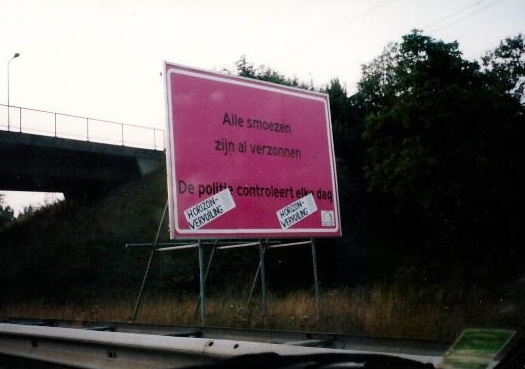 Alle smoezen
zijn al verzonnen
De politie controleert elke dag
HORIZON-
VERVUILING
HORIZON-
VERVUILING